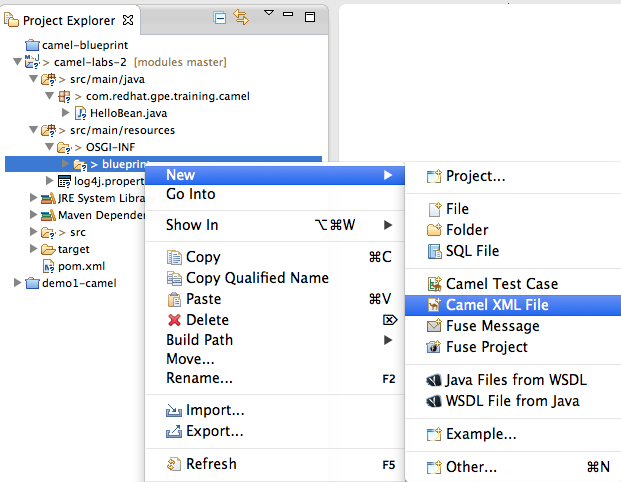 Project Explorer
camel-blueprint
> camel-labs-2 [modules master]
> src/main/java
> com.redhat.gpe.training.camel
> HelloBean.java
> src/main/resources
> OSGI-INF
> blueprint
log4j.propert
JRE System Libra
Maven Depender
> src
target
pom.xml
demo1-camel
New
Go Into
Show In ⌥⌘W
Copy ⌘C
Copy Qualified Name
Paste ⌘V
Delete ⌦
Build Path
Move...
Rename... F2
Import...
Export...
Refresh F5
Project...
File
Folder
SQL File
Camel Test Case
Camel XML File
Fuse Message
Fuse Project
Java Files from WSDL
WSDL File from Java
Example...
Other... ⌘N